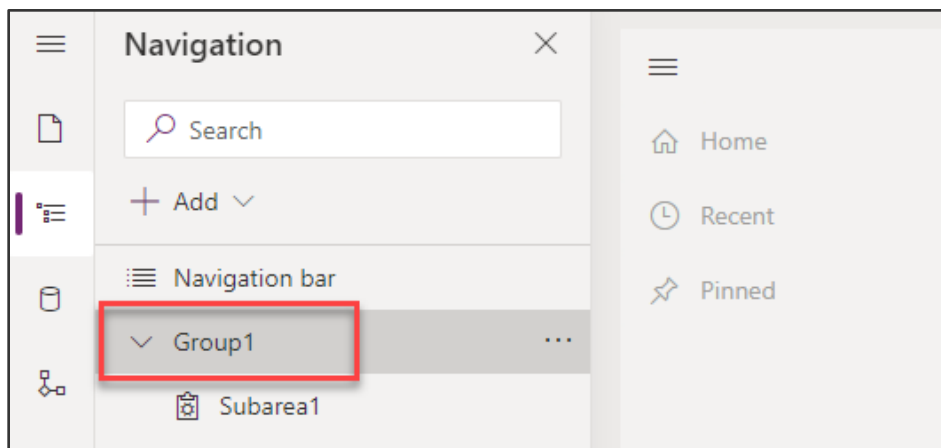 Navigation
Search
Add
Navigation bar
Group1
Subarea1
Home
Recent
Pinned